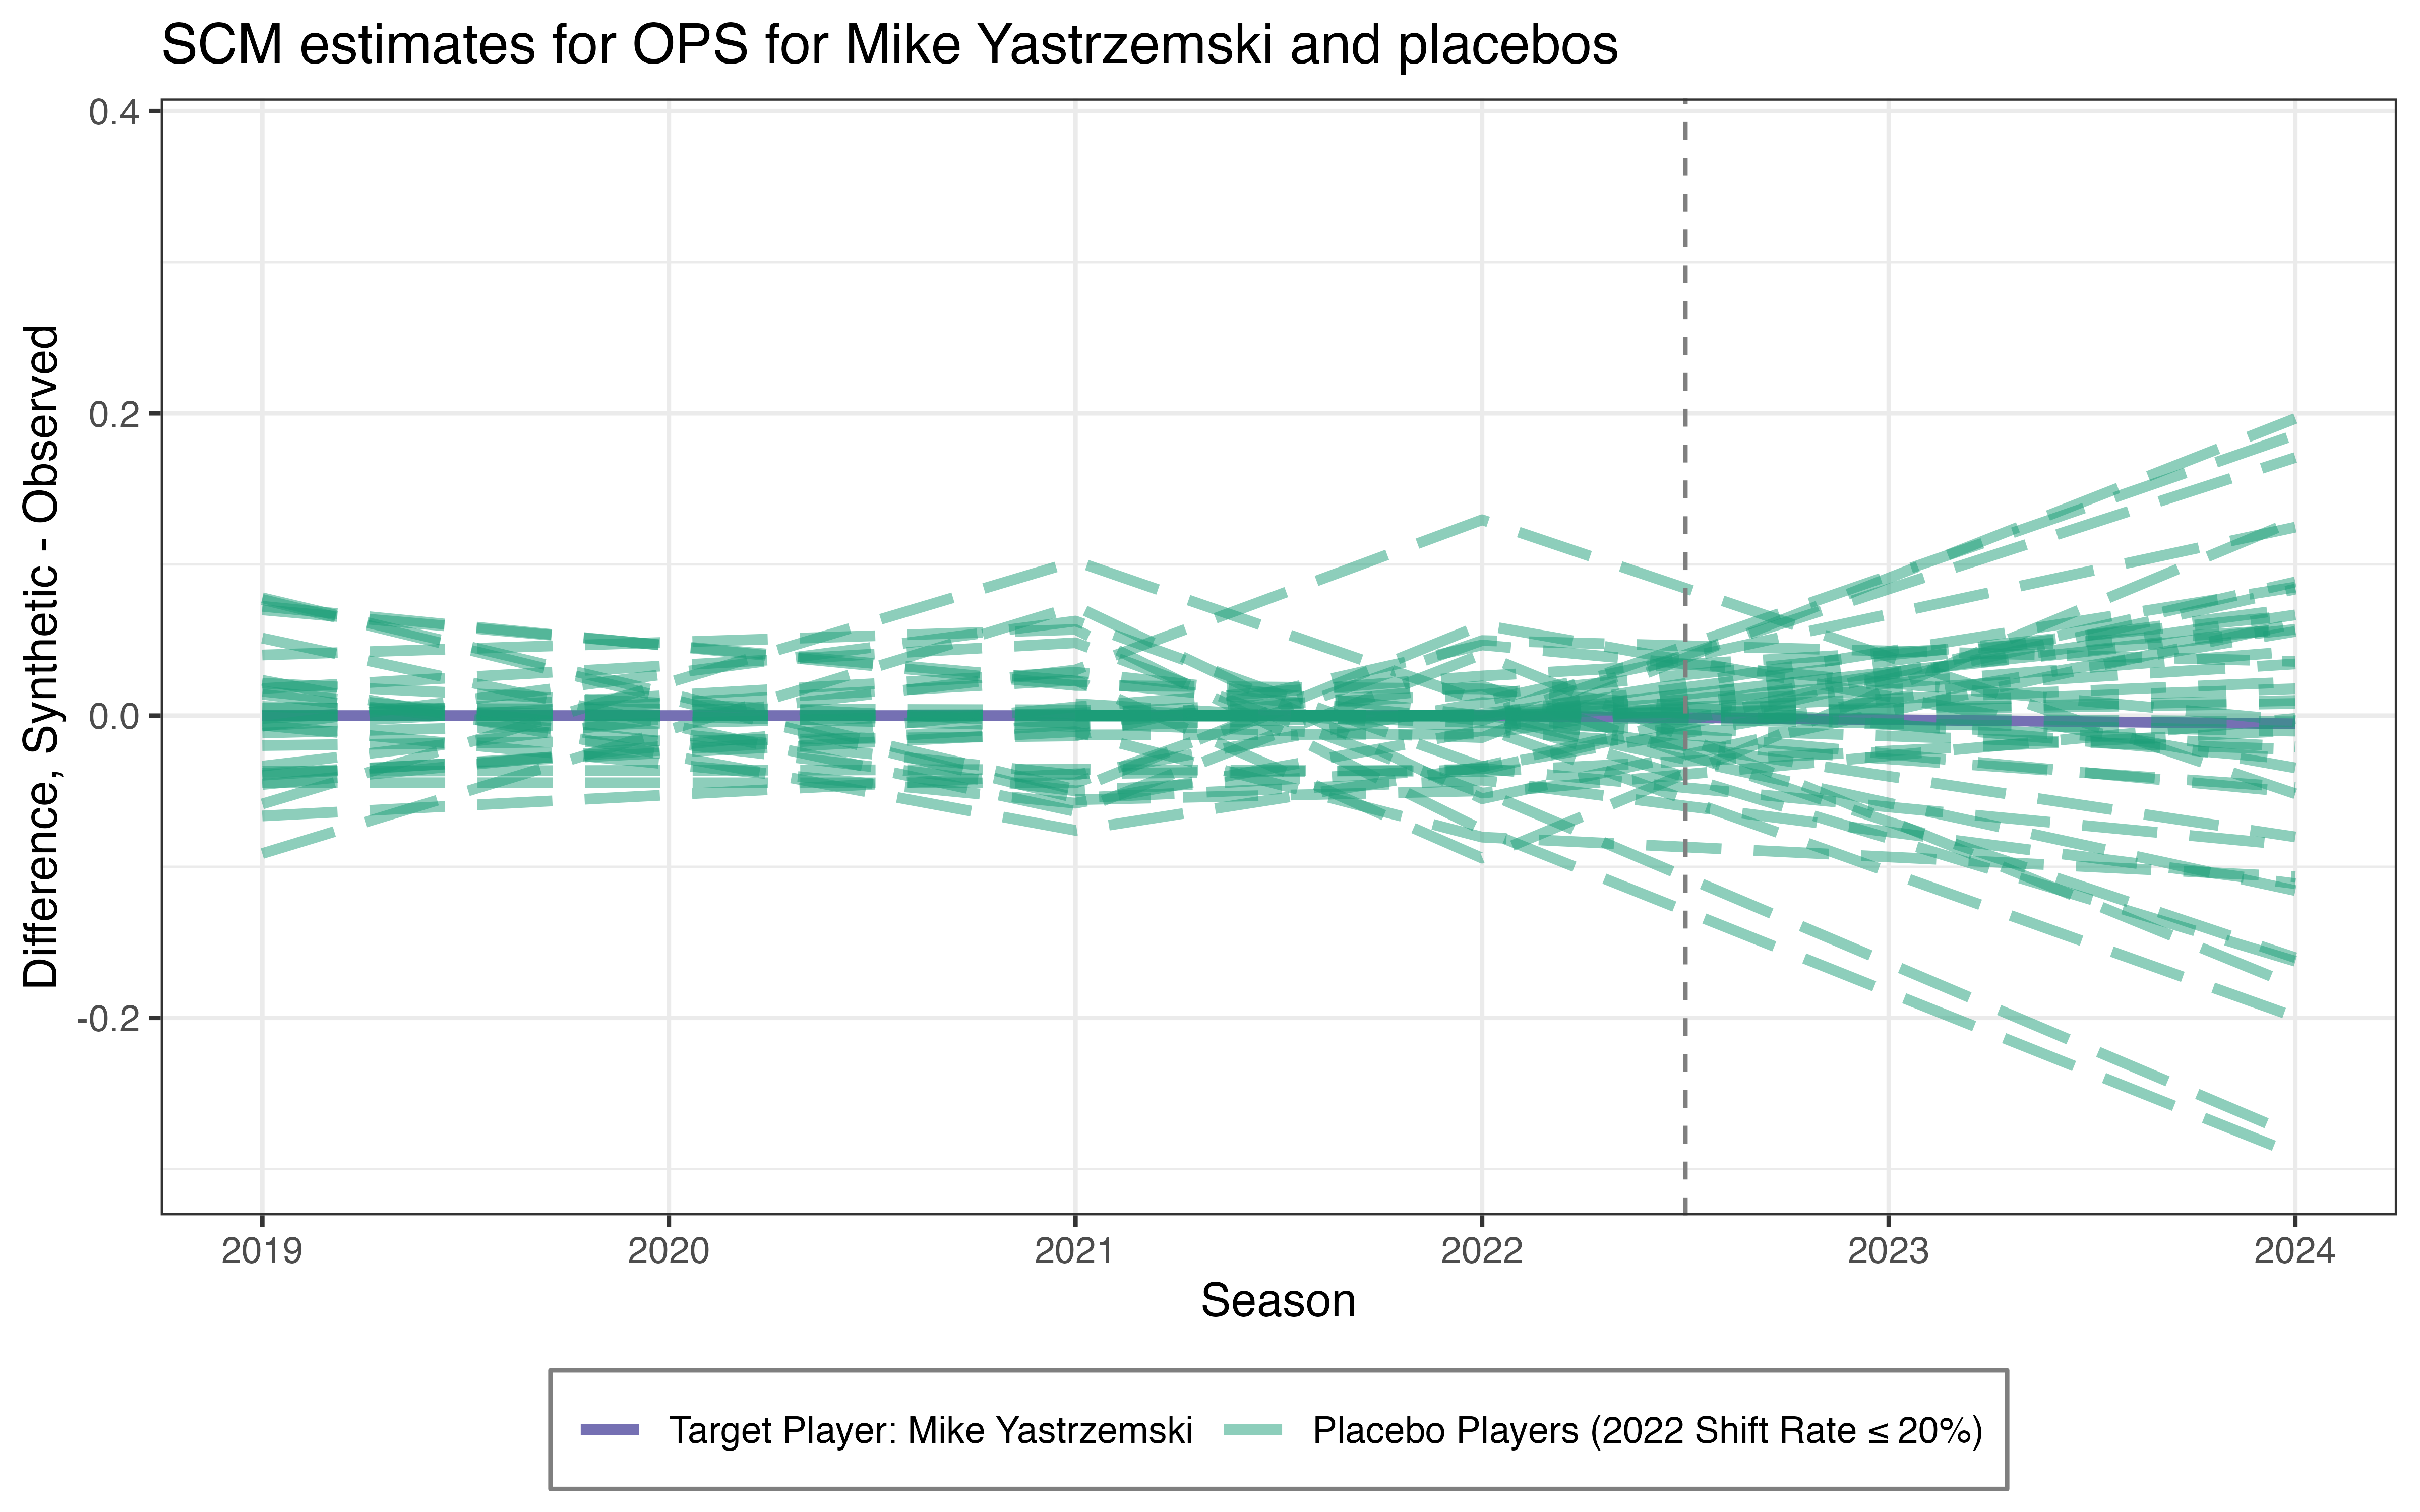 SCM estimates for OPS for Mike Yastrzemski and placebos
Difference, Synthetic - Observed
0.4
0.2
0.0
-0.2
2019 2020 2021 2022 2023 2024
Season
Target Player: Mike Yastrzemski Placebo Players (2022 Shift Rate ≤ 20%)